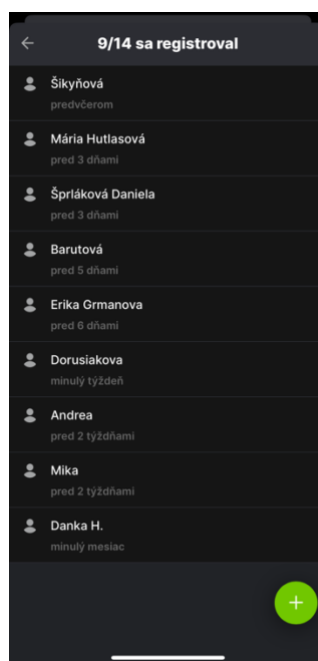 9/14 sa registroval
Šikyňová
predvčerom
Mária Hutlasová
pred 3 dňami
Šprláková Daniela
pred 3 dňami
Barutová
pred 5 dňami
Erika Grmanova
pred 6 dňami
Dorusiakova
minulý týždeň
Andrea
pred 2 týždňami
Mika
pred 2 týždňami
Danka H.
minulý mesiac